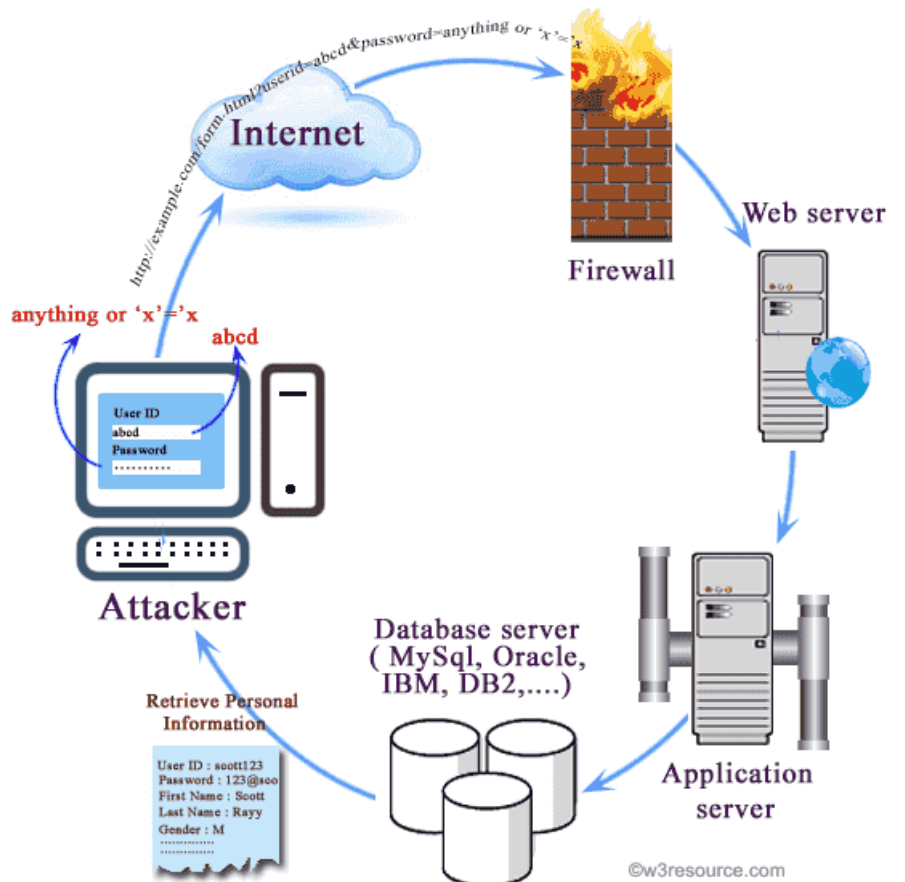 http://example.com/form.html?userid=abcd&password=anything or ‘x’=’x
Internet
Firewall
Web server
anything or ‘x’=’x
abcd
User ID
abcd
Password
..........
Attacker
Database server
( MySql, Oracle,
IBM, DB2,....)
Application
server
Retrieve Personal
Information
User ID : scott123
Password : 123@sco
First Name : Scott
Last Name : Rayy
Gender : M
..............
..............
©w3resource.com